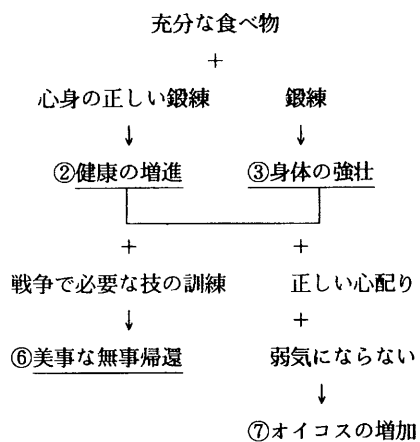 充分な食べ物
+
心身の正しい鍛練 鍛練
↓ ↓
②健康の増進 ③身体の強壮
+ +
戦争で必要な技の訓練 正しい心配り
↓ +
⑥美事な無事帰還 弱気にならない
↓
⑦オイコスの増加